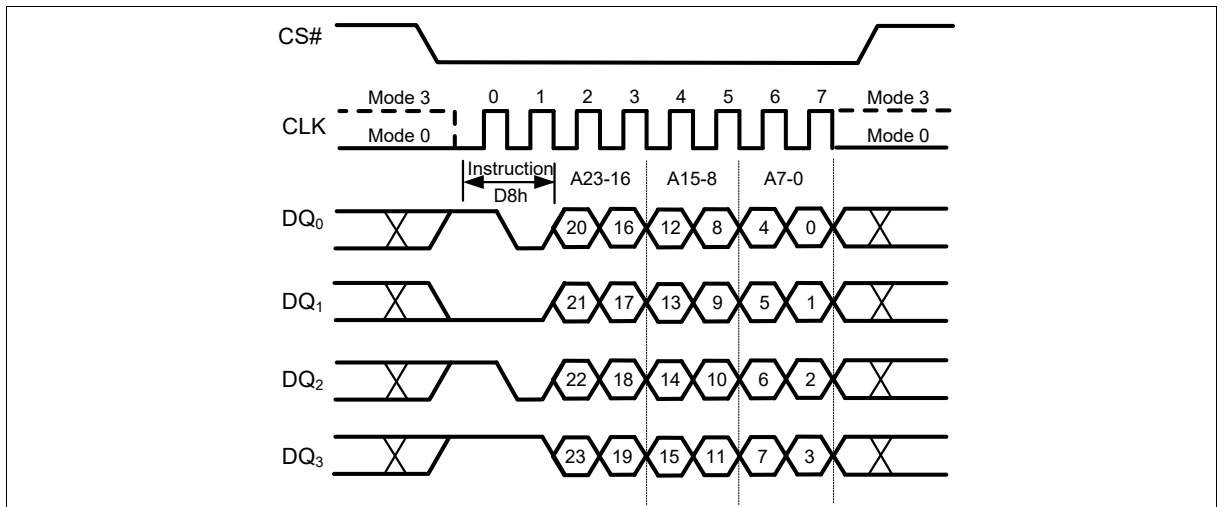 CS#
Mode 3 0 1 2 3 4 5 6 7 Mode 3
CLK
Mode 0 Mode 0
Instruction A23-16 A15-8 A7-0
D8h
DQ0 20 16 12 8 4 0
DQ1 21 17 13 9 5 1
DQ2 22 18 14 10 6 2
DQ3 23 19 15 11 7 3